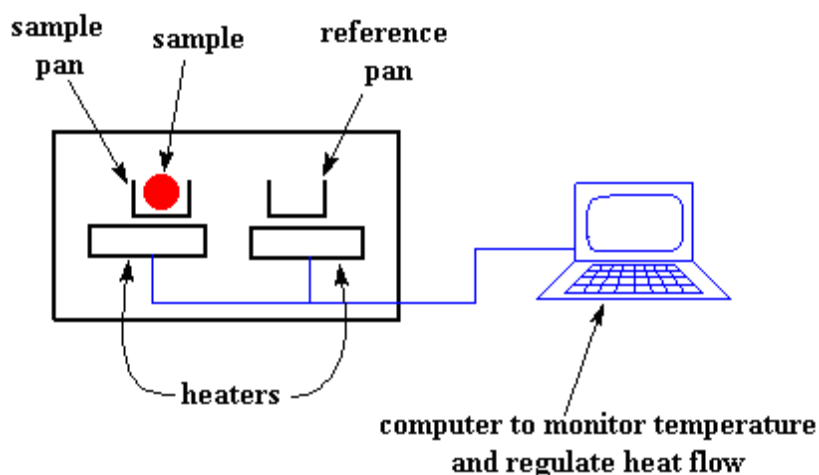 sample
pan
sample
reference
pan
heaters
computer to monitor temperature
and regulate heat flow